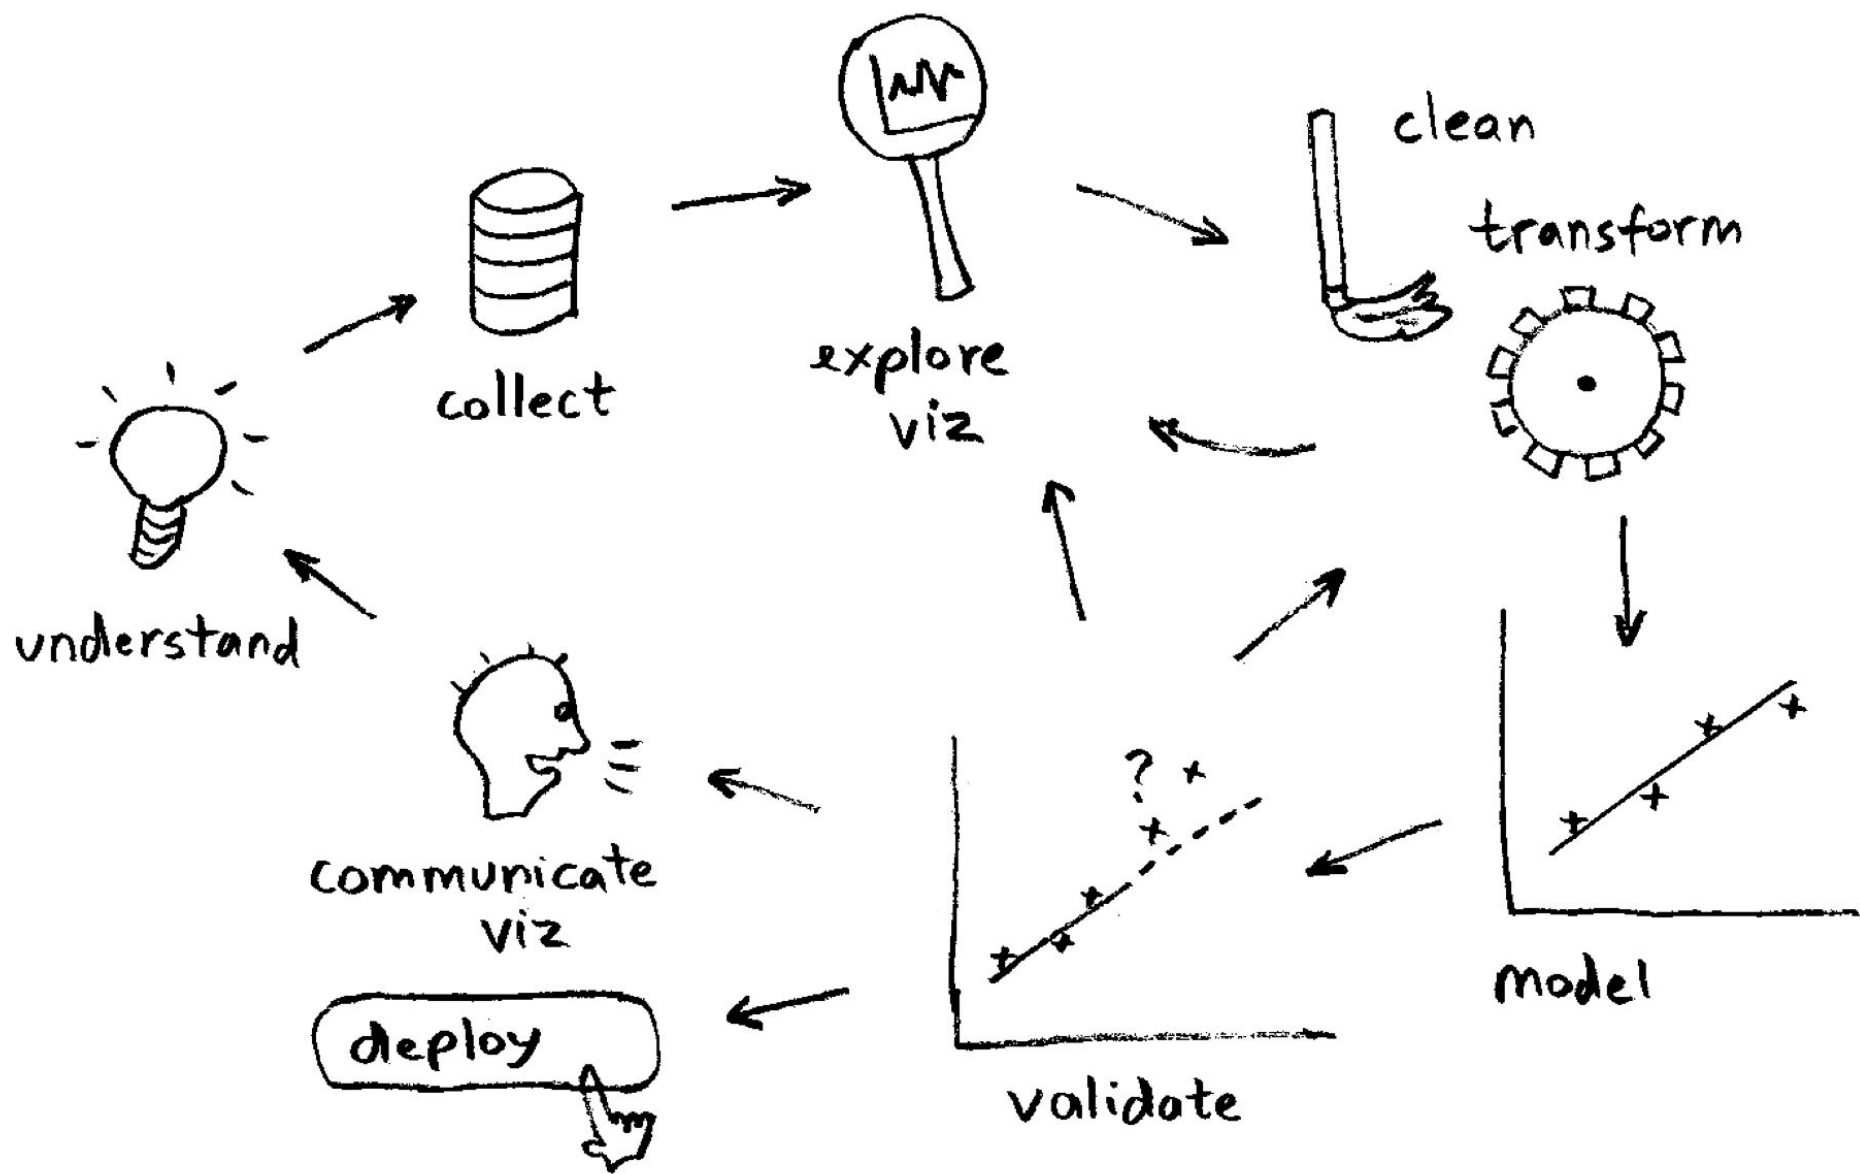 clean
transform
explore
viz
collect
understand
?
communicate
viz
model
deploy
validate